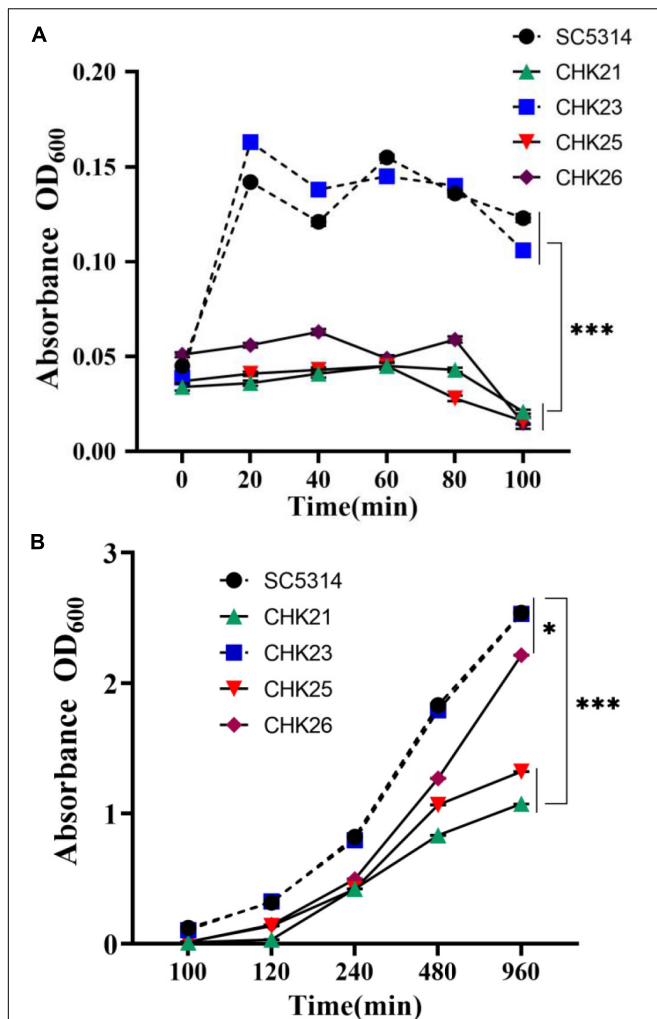 A
SC5314
CHK21
CHK23
CHK25
CHK26
0.20
0.15
0.10
0.05
0.00
Absorbance OD600
***
0 20 40 60 80 100
Time(min)
B
3
2
1
0
Absorbance OD600
SC5314
CHK21
CHK23
CHK25
CHK26
*
***
100 120 240 480 960
Time(min)